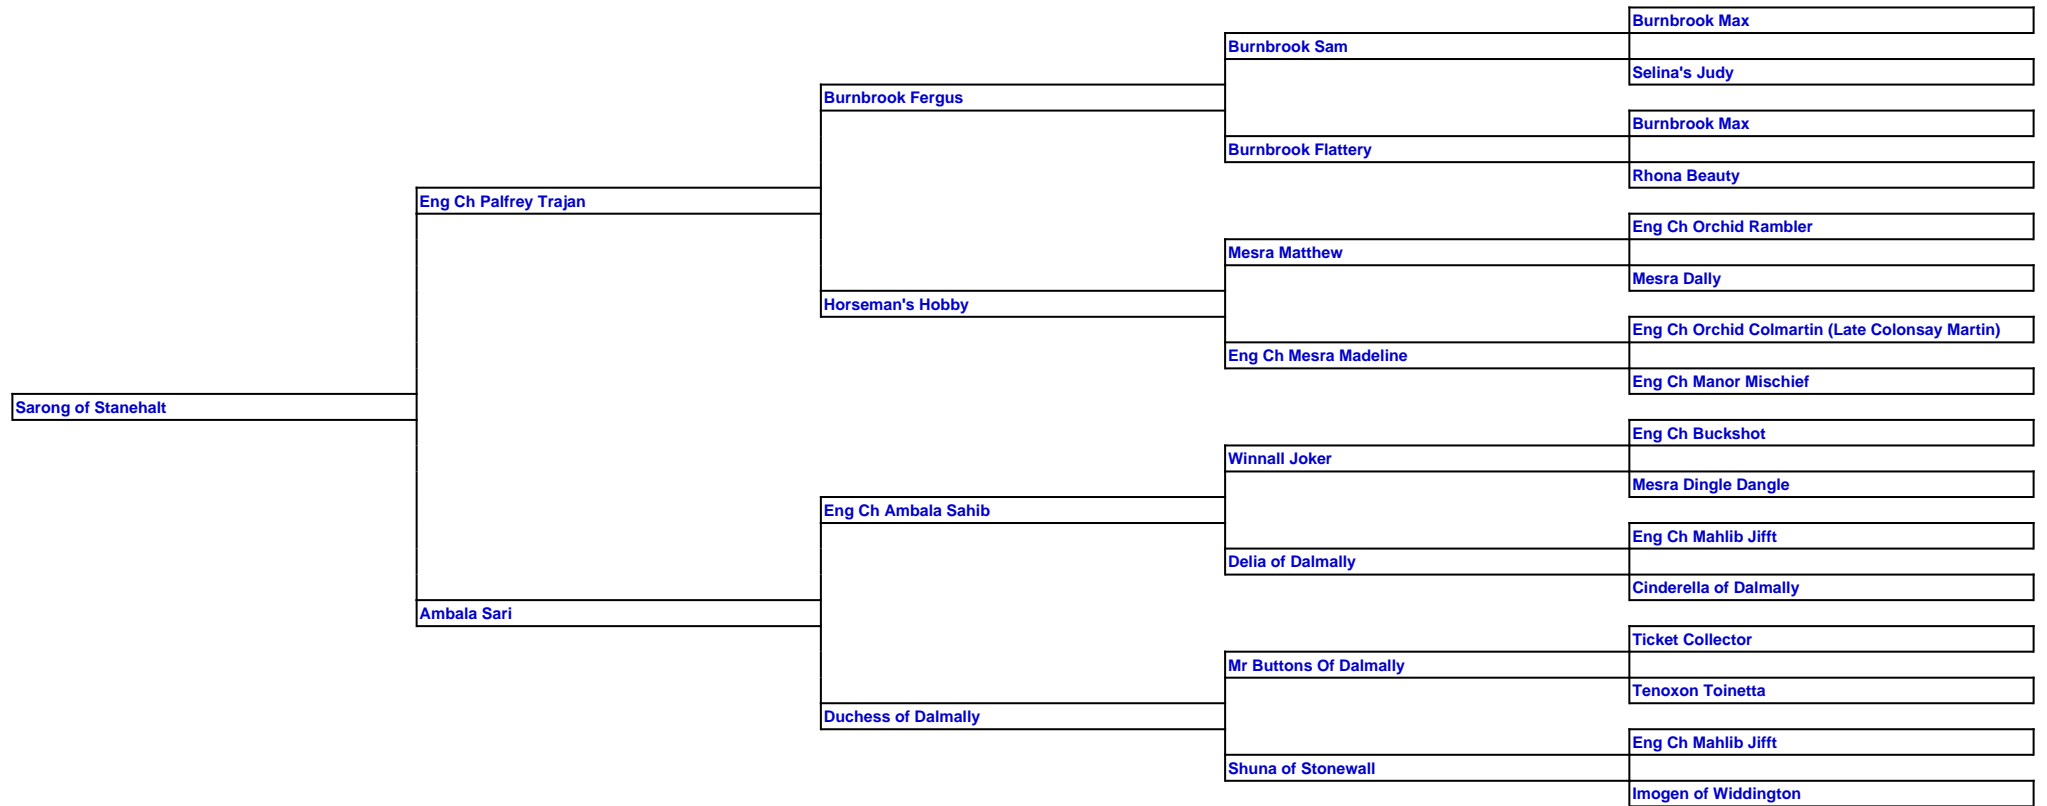 Burnbrook Max
Burnbrook Sam
Selina's Judy
Burnbrook Fergus
Burnbrook Max
Burnbrook Flattery
Rhona Beauty
Eng Ch Palfrey Trajan
Eng Ch Orchid Rambler
Mesra Matthew
Mesra Dally
Horseman's Hobby
Eng Ch Orchid Colmartin (Late Colonsay Martin)
Eng Ch Mesra Madeline
Eng Ch Manor Mischief
Sarong of Stanehalt
Eng Ch Buckshot
Winnall Joker
Mesra Dingle Dangle
Eng Ch Ambala Sahib
Eng Ch Mahlib Jifft
Delia of Dalmally
Cinderella of Dalmally
Ambala Sari
Ticket Collector
Mr Buttons Of Dalmally
Tenoxon Toinetta
Duchess of Dalmally
Eng Ch Mahlib Jifft
Shuna of Stonewall
Imogen of Widdington